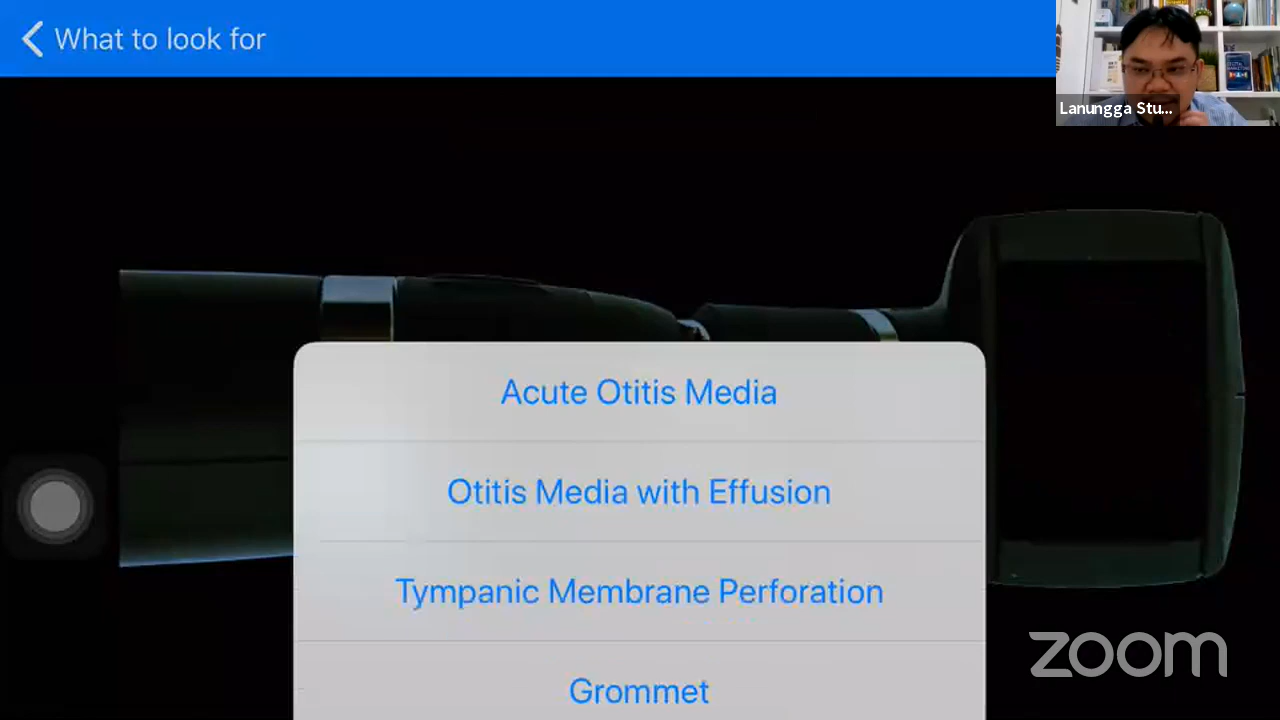 What to look for
Lanungga Stu...
Acute Otitis Media
Otitis Media with Effusion
Tympanic Membrane Perforation
Grommet
zoom